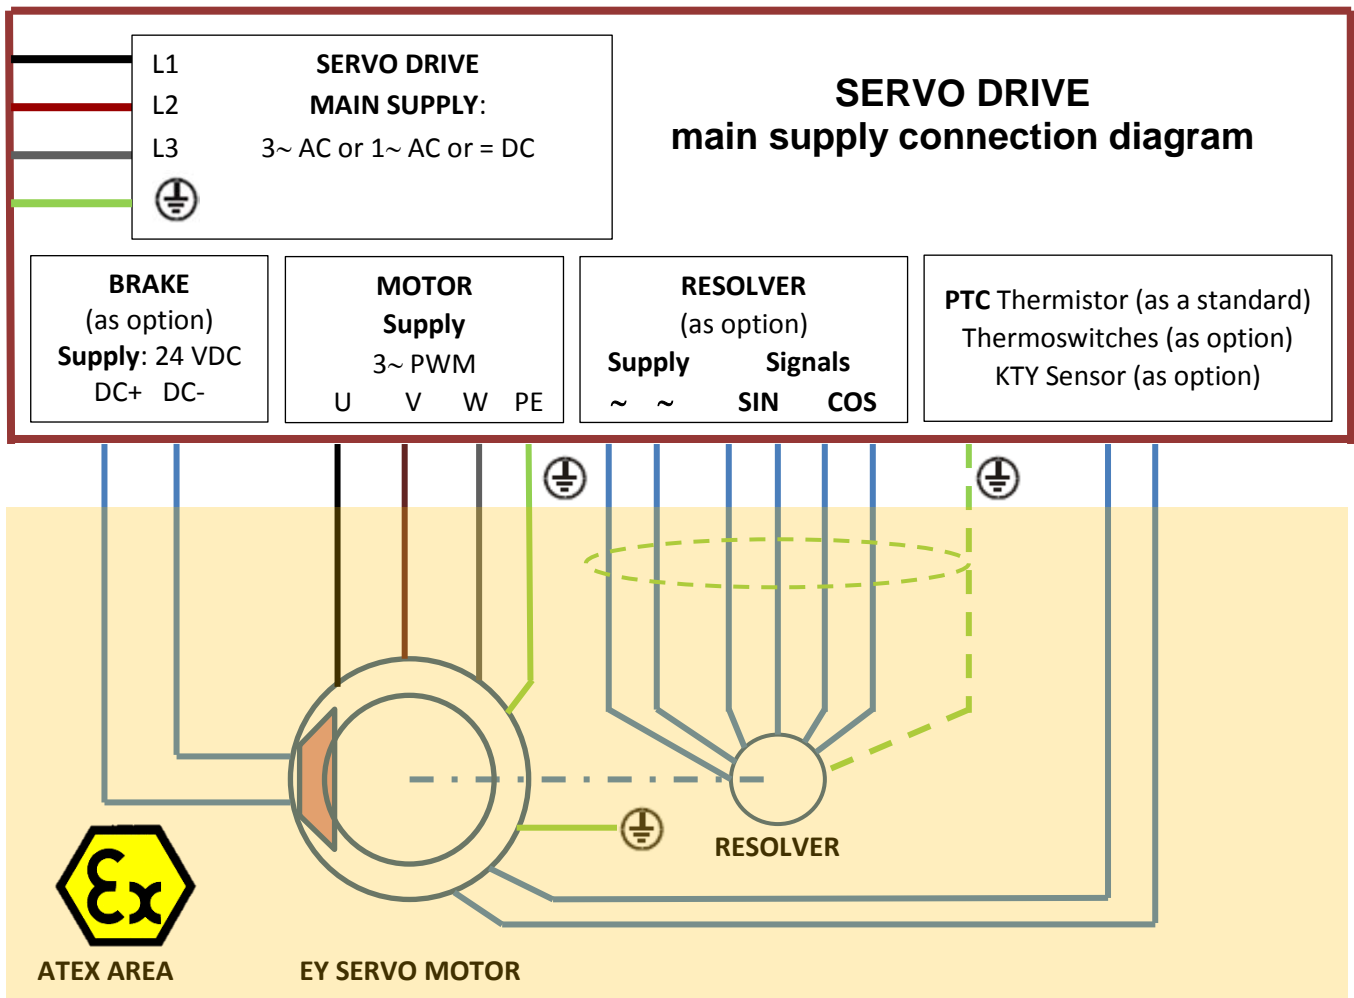 L1
SERVO DRIVE
L2
MAIN SUPPLY:
L3
3~ AC or 1~ AC or = DC
SERVO DRIVE
main supply connection diagram
BRAKE
(as option)
Supply: 24 VDC
DC+ DC-
MOTOR
Supply
3~ PWM
U V W PE
RESOLVER
(as option)
Supply Signals
~ ~ SIN COS
PTC Thermistor (as a standard)
Thermoswitches (as option)
KTY Sensor (as option)
RESOLVER
Ex
ATEX AREA
EY SERVO MOTOR